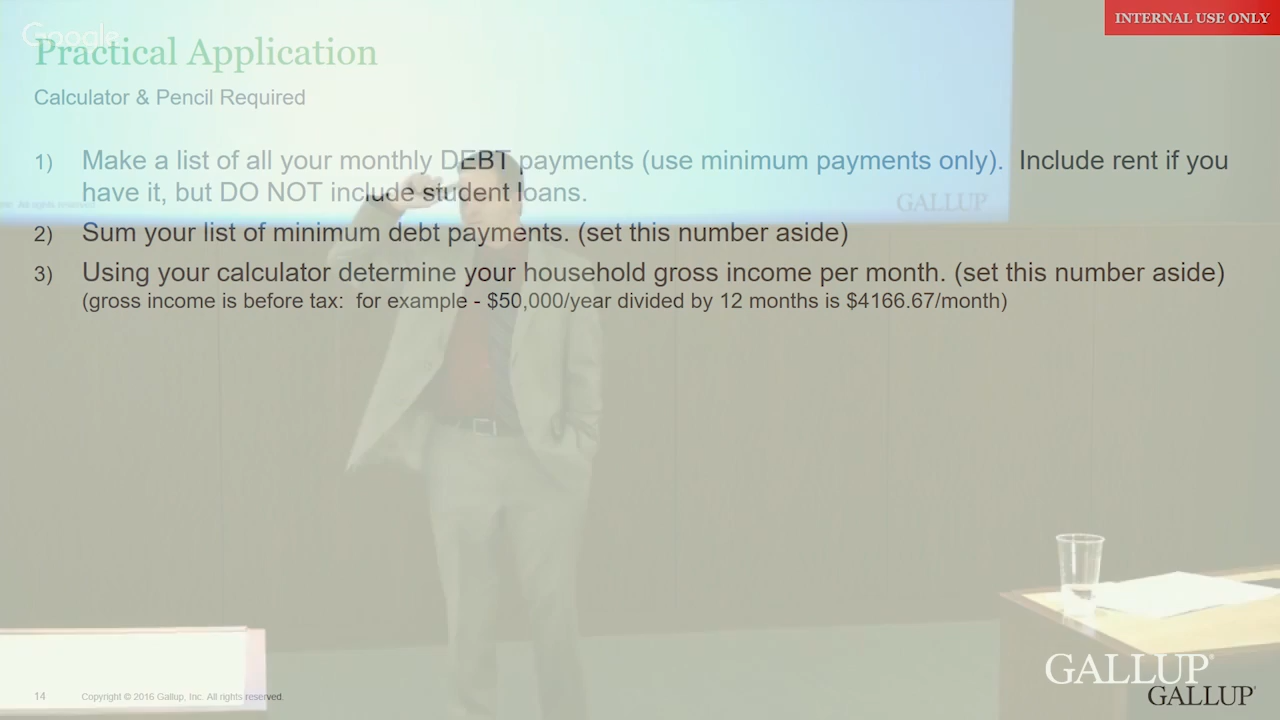 INTERNAL USE ONLY
Google
Practical Application
Calculator & Pencil Required
1) Make a list of all your monthly DEBT payments (use minimum payments only). Include rent if you
have it, but DO NOT include student loans.
All rights reserved.
GALLUP
2) Sum your list of minimum debt payments. (set this number aside)
3) Using your calculator determine your household gross income per month. (set this number aside)
(gross income is before tax: for example - $50,000/year divided by 12 months is $4166.67/month)
GALLUP®
14 Copyright © 2016 Gallup, Inc. All rights reserved.
GALLUP®